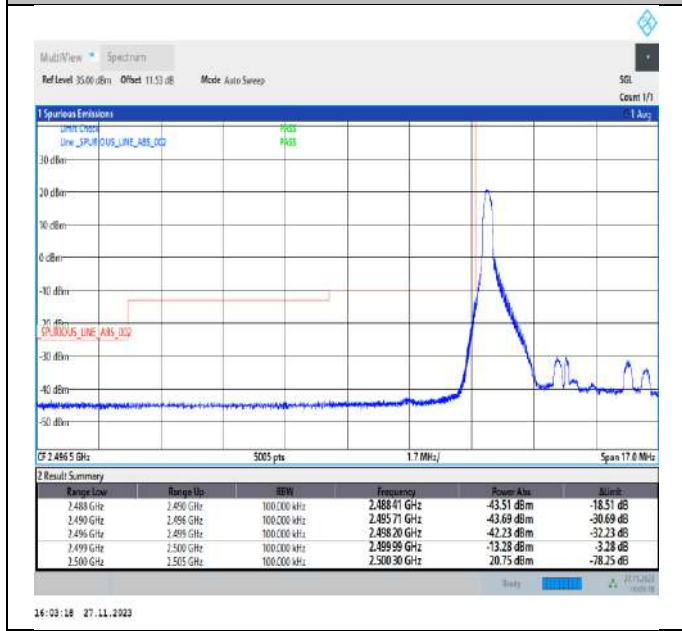 MultiView Spectrum
Ref Level 35.00 dBm Offset 11.53 dB Mode Auto Sweep SGL
Count 1/1
1 Spurious Emissions 1 Avg
Limit Check PASS
Line _SPURIOUS_LINE_ABS_002 PASS
30 dBm
20 dBm
10 dBm
0 dBm
-10 dBm
-20 dBm
_SPURIOUS_LINE_ABS_002
-30 dBm
-40 dBm
-50 dBm
CF 2.4965 GHz 5005 pts 1.7 MHz/ Span 17.0 MHz
2 Result Summary
Range Low Range Up RBW Frequency Power Abs ΔLimit
2.488 GHz 2.490 GHz 100.000 kHz 2.48841 GHz -43.51 dBm -18.51 dB
2.490 GHz 2.496 GHz 100.000 kHz 2.49571 GHz -43.69 dBm -30.69 dB
2.496 GHz 2.499 GHz 100.000 kHz 2.49820 GHz -42.23 dBm -32.23 dB
2.499 GHz 2.500 GHz 100.000 kHz 2.49999 GHz -13.28 dBm -3.28 dB
2.500 GHz 2.505 GHz 100.000 kHz 2.50030 GHz 20.75 dBm -78.25 dB
Ready 27.11.2023
16:03:18 27.11.2023